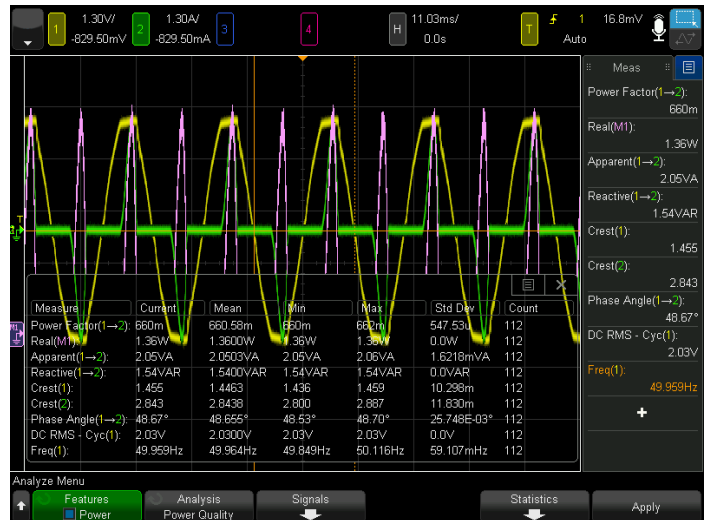 1 1.30V/ -829.50mV 2 1.30A/ -829.50mA 3 4 H 11.03ms/ 0.0s T 1 16.8mV Auto
Meas
Power Factor(1→2):
660m
Real(M1):
1.36W
Apparent(1→2):
2.05VA
Reactive(1→2):
1.54VAR
Crest(1):
1.455
Crest(2):
2.843
Phase Angle(1→2):
48.67°
DC RMS - Cyc(1):
2.03V
Freq(1):
49.959Hz
+
T
M1
Measure Current Mean Min Max Std Dev Count
Power Factor(1→2): 660m 660.58m 660m 662m 547.53u 112
Real(M1): 1.36W 1.3600W 1.36W 1.36W 0.0W 112
Apparent(1→2): 2.05VA 2.0503VA 2.05VA 2.06VA 1.6218mVA 112
Reactive(1→2): 1.54VAR 1.5400VAR 1.54VAR 1.54VAR 0.0VAR 112
Crest(1): 1.455 1.4463 1.436 1.459 10.298m 112
Crest(2): 2.843 2.8438 2.800 2.887 11.830m 112
Phase Angle(1→2): 48.67° 48.655° 48.53° 48.70° 25.748E-03° 112
DC RMS - Cyc(1): 2.03V 2.0300V 2.03V 2.03V 0.0V 112
Freq(1): 49.959Hz 49.964Hz 49.849Hz 50.116Hz 59.107mHz 112
Analyze Menu
Features
Power
Analysis
Power Quality
Signals
Statistics
Apply